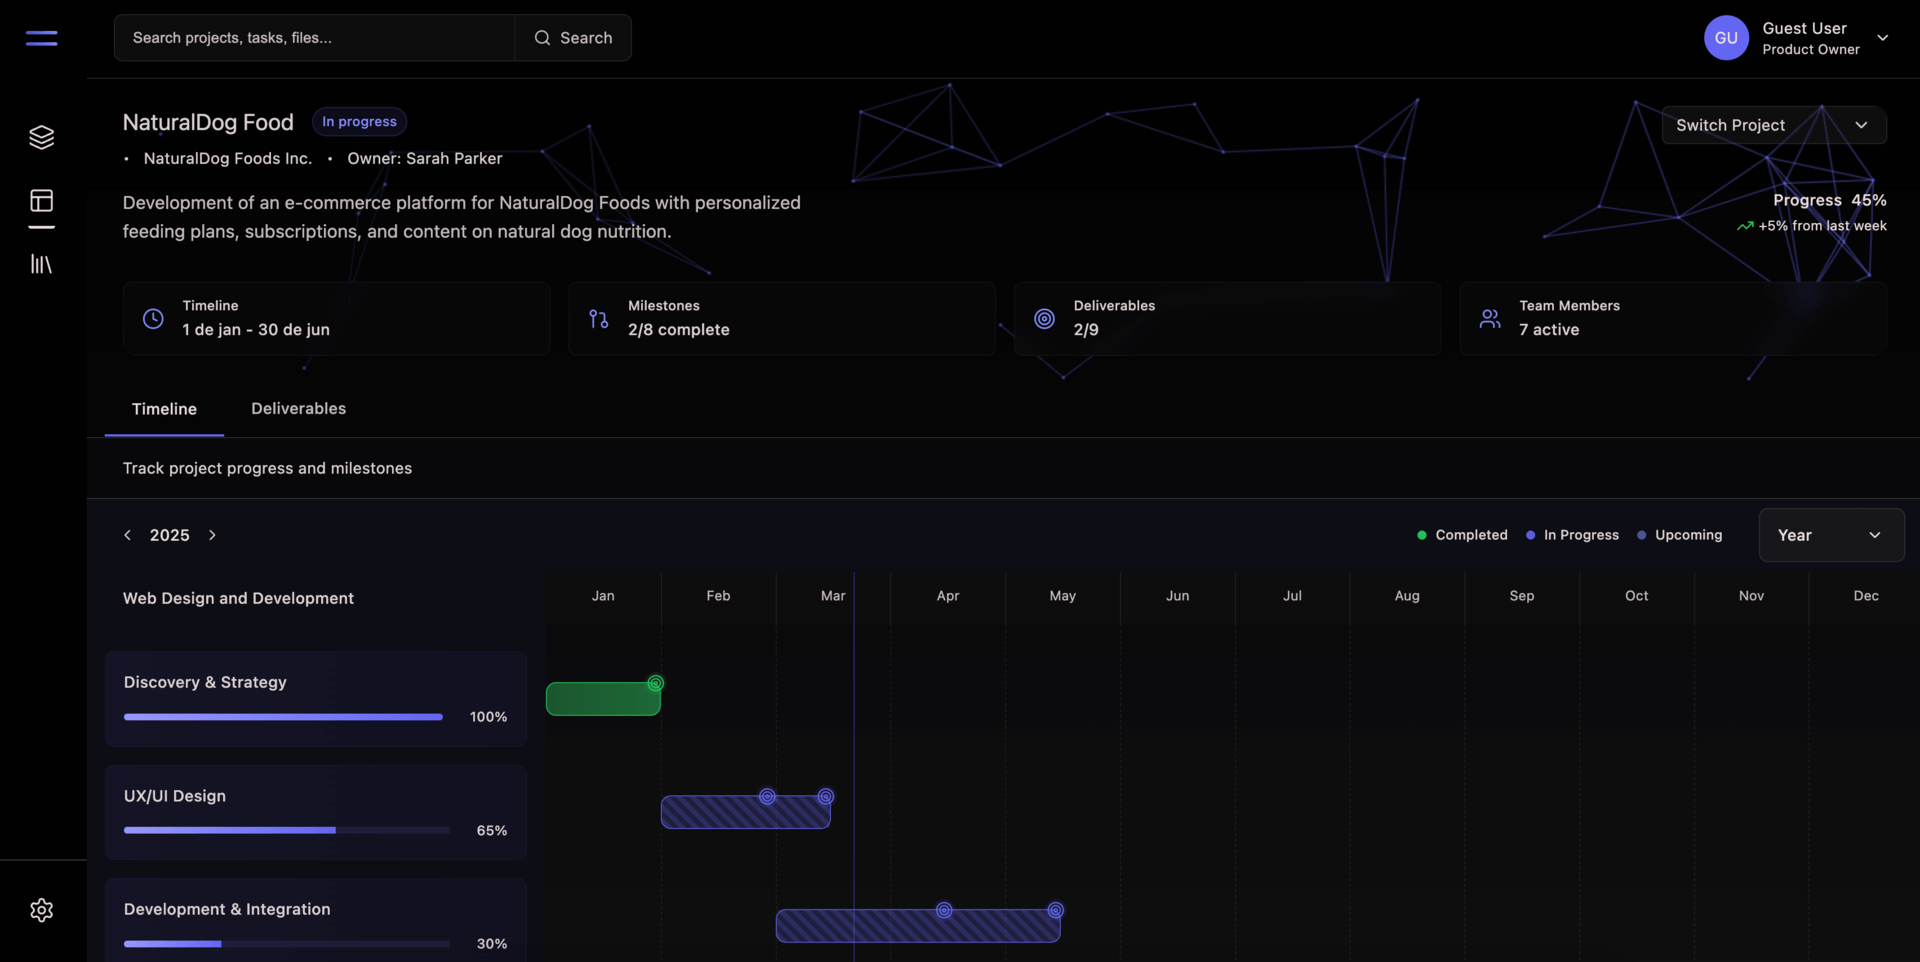 Search projects, tasks, files...
Search
GU
Guest User
Product Owner
NaturalDog Food
In progress
Switch Project
• NaturalDog Foods Inc. • Owner: Sarah Parker
Development of an e-commerce platform for NaturalDog Foods with personalized
feeding plans, subscriptions, and content on natural dog nutrition.
Progress 45%
+5% from last week
Timeline
1 de jan - 30 de jun
Milestones
2/8 complete
Deliverables
2/9
Team Members
7 active
Timeline
Deliverables
Track project progress and milestones
2025
Completed
In Progress
Upcoming
Year
Web Design and Development
Jan
Feb
Mar
Apr
May
Jun
Jul
Aug
Sep
Oct
Nov
Dec
Discovery & Strategy
100%
UX/UI Design
65%
Development & Integration
30%